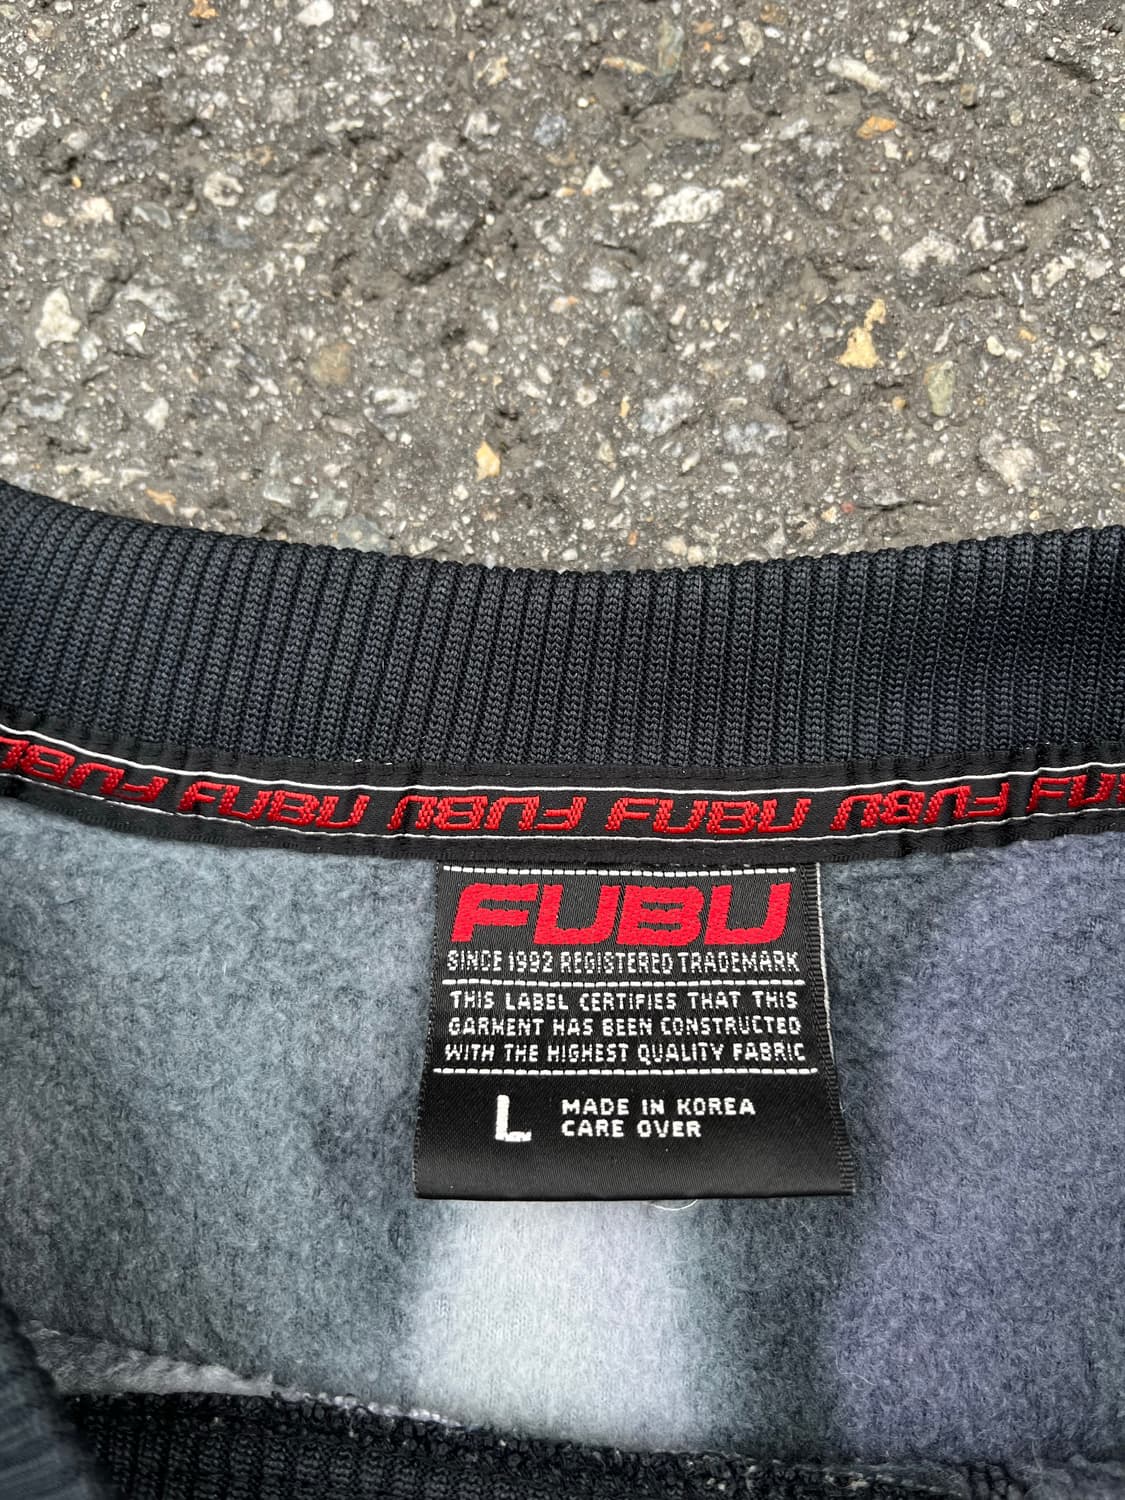 FUBU FUBU FUBU FUBU FUBU FU
FUBU
SINCE 1992 REGISTERED TRADEMARK
THIS LABEL CERTIFIES THAT THIS
GARMENT HAS BEEN CONSTRUCTED
WITH THE HIGHEST QUALITY FABRIC
L MADE IN KOREA
CARE OVER